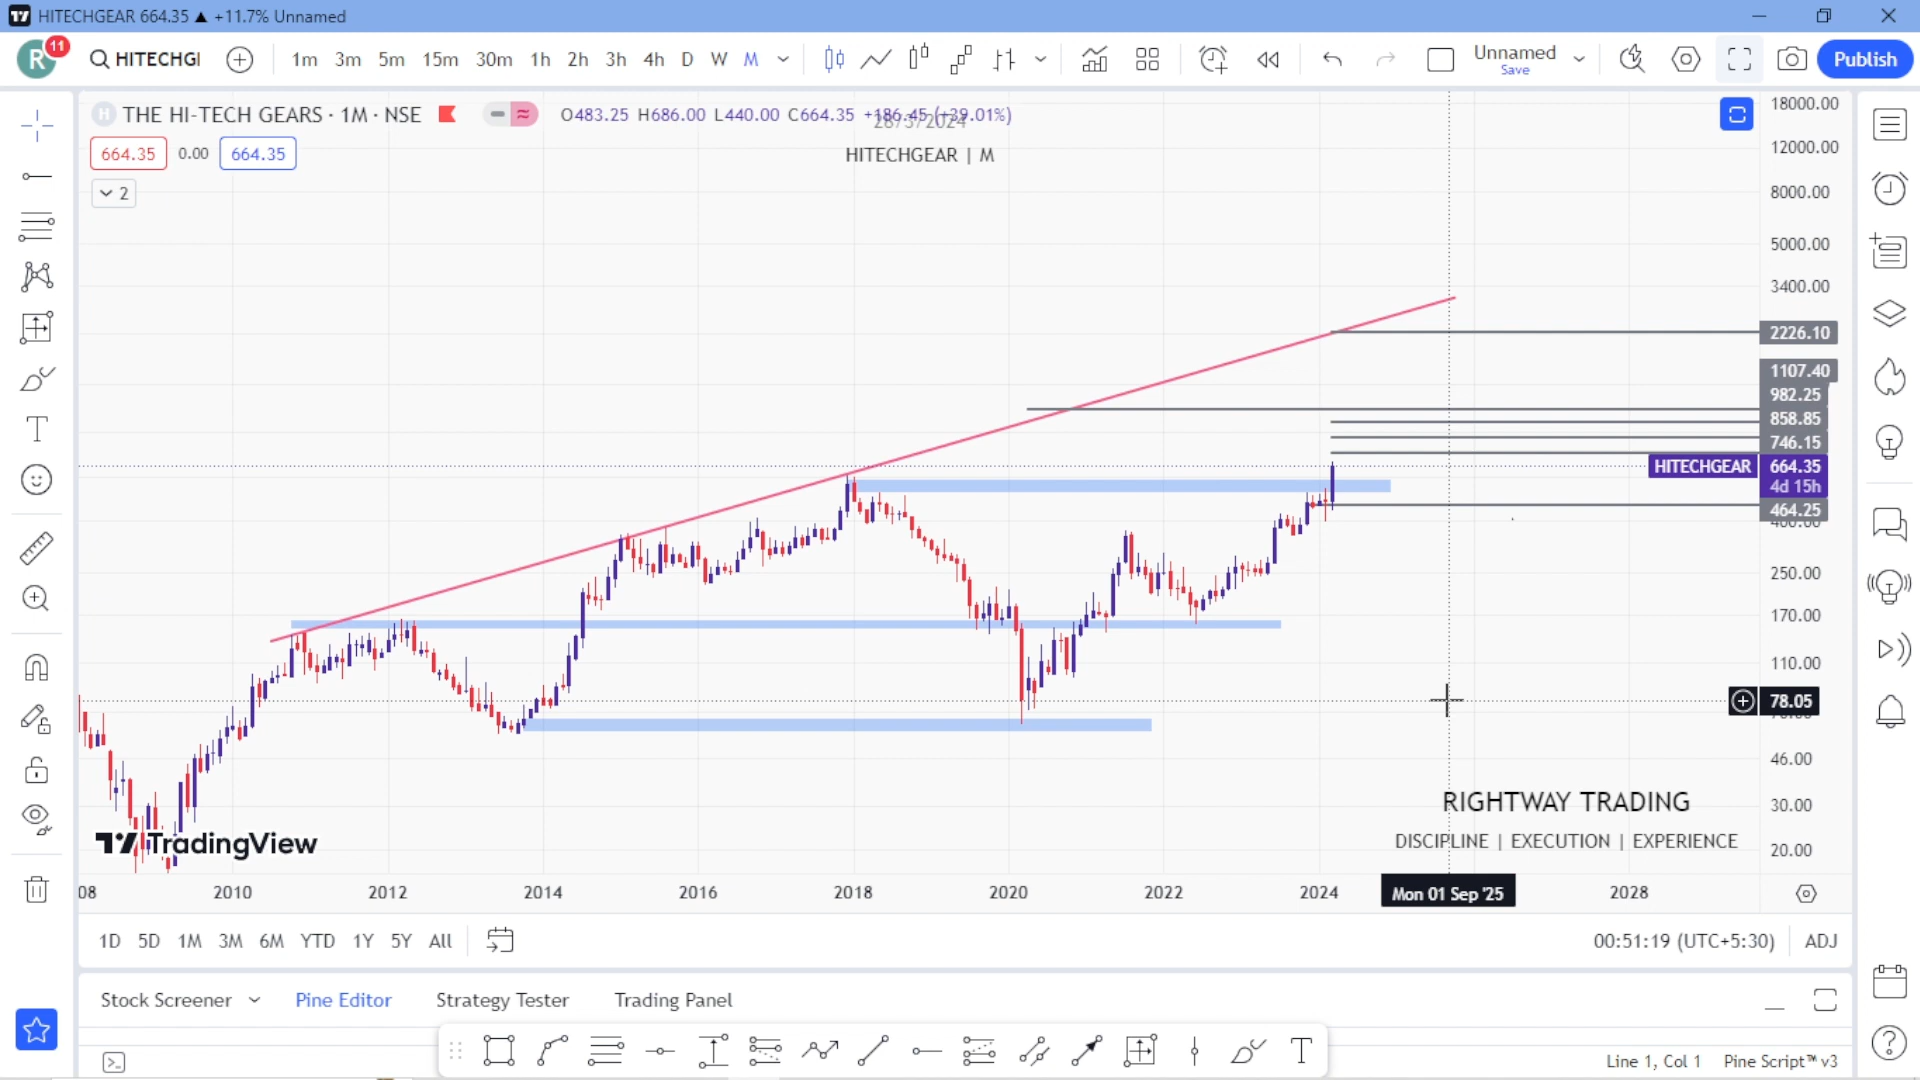 HITECHGEAR 664.35 ▲ +11.7% Unnamed
R 11 HITECHGI 1m 3m 5m 15m 30m 1h 2h 3h 4h D W M Unnamed Save Publish
H THE HI-TECH GEARS · 1M · NSE O483.25 H686.00 L440.00 C664.35 +186.45 (+39.01%)
28/3/2024
664.35 0.00 664.35
HITECHGEAR | M
2
18000.00
12000.00
8000.00
5000.00
3400.00
2226.10
1107.40
982.25
858.85
746.15
HITECHGEAR 664.35
4d 15h
464.25
400.00
250.00
170.00
110.00
78.05
46.00
30.00
20.00
RIGHTWAY TRADING
DISCIPLINE | EXECUTION | EXPERIENCE
TradingView
08 2010 2012 2014 2016 2018 2020 2022 2024 Mon 01 Sep '25 2028
1D 5D 1M 3M 6M YTD 1Y 5Y All 00:51:19 (UTC+5:30) ADJ
Stock Screener Pine Editor Strategy Tester Trading Panel
Line 1, Col 1 Pine Script™ v3